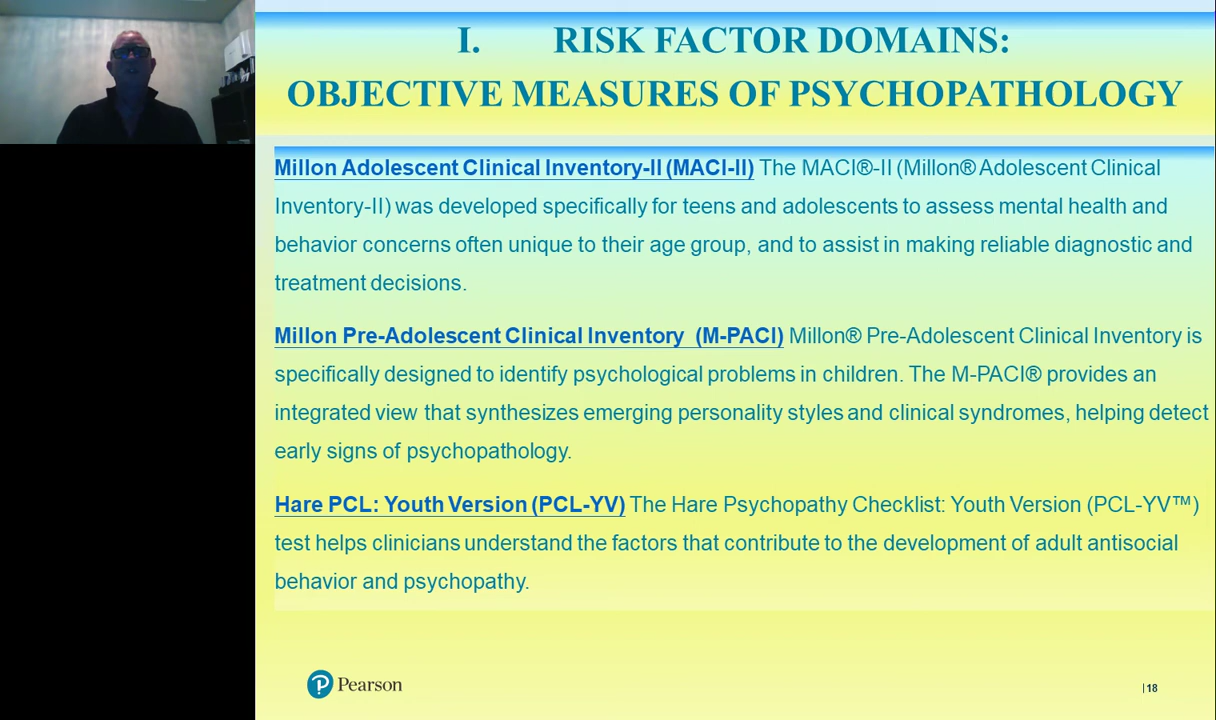 I. RISK FACTOR DOMAINS:
OBJECTIVE MEASURES OF PSYCHOPATHOLOGY
Millon Adolescent Clinical Inventory-II (MACI-II) The MACI®-II (Millon® Adolescent Clinical
Inventory-II) was developed specifically for teens and adolescents to assess mental health and
behavior concerns often unique to their age group, and to assist in making reliable diagnostic and
treatment decisions.
Millon Pre-Adolescent Clinical Inventory (M-PACI) Millon® Pre-Adolescent Clinical Inventory is
specifically designed to identify psychological problems in children. The M-PACI® provides an
integrated view that synthesizes emerging personality styles and clinical syndromes, helping detect
early signs of psychopathology.
Hare PCL: Youth Version (PCL-YV) The Hare Psychopathy Checklist: Youth Version (PCL-YV™)
test helps clinicians understand the factors that contribute to the development of adult antisocial
behavior and psychopathy.
Pearson
| 18